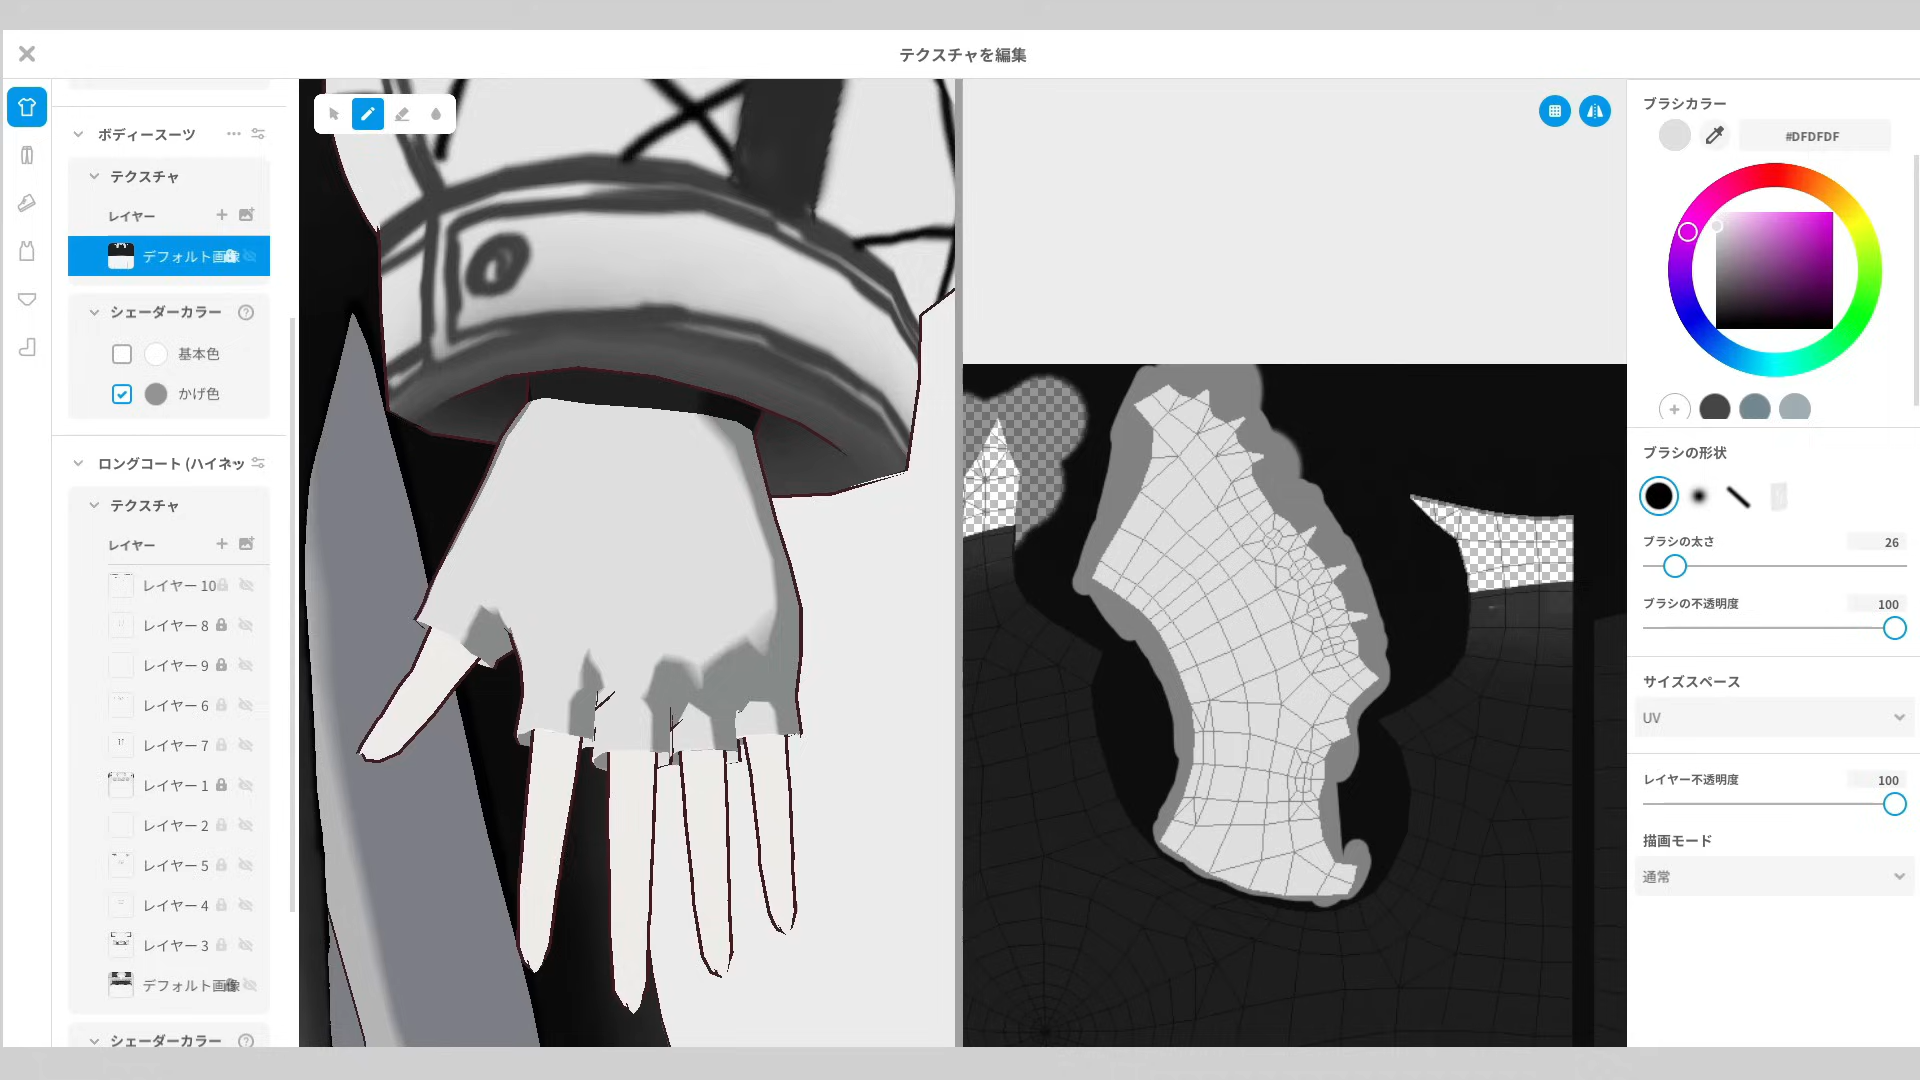 テクスチャを編集
ボディースーツ
テクスチャ
レイヤー
デフォルト画像
シェーダーカラー
?
基本色
かげ色
ロングコート (ハイネッ
テクスチャ
レイヤー
レイヤー 10
レイヤー 8
レイヤー 9
レイヤー 6
レイヤー 7
レイヤー 1
レイヤー 2
レイヤー 5
レイヤー 4
レイヤー 3
デフォルト画像
シェーダーカラー
?
ブラシカラー
#DFDFDF
ブラシの形状
ブラシの太さ
26
ブラシの不透明度
100
サイズスペース
UV
レイヤー不透明度
100
描画モード
通常